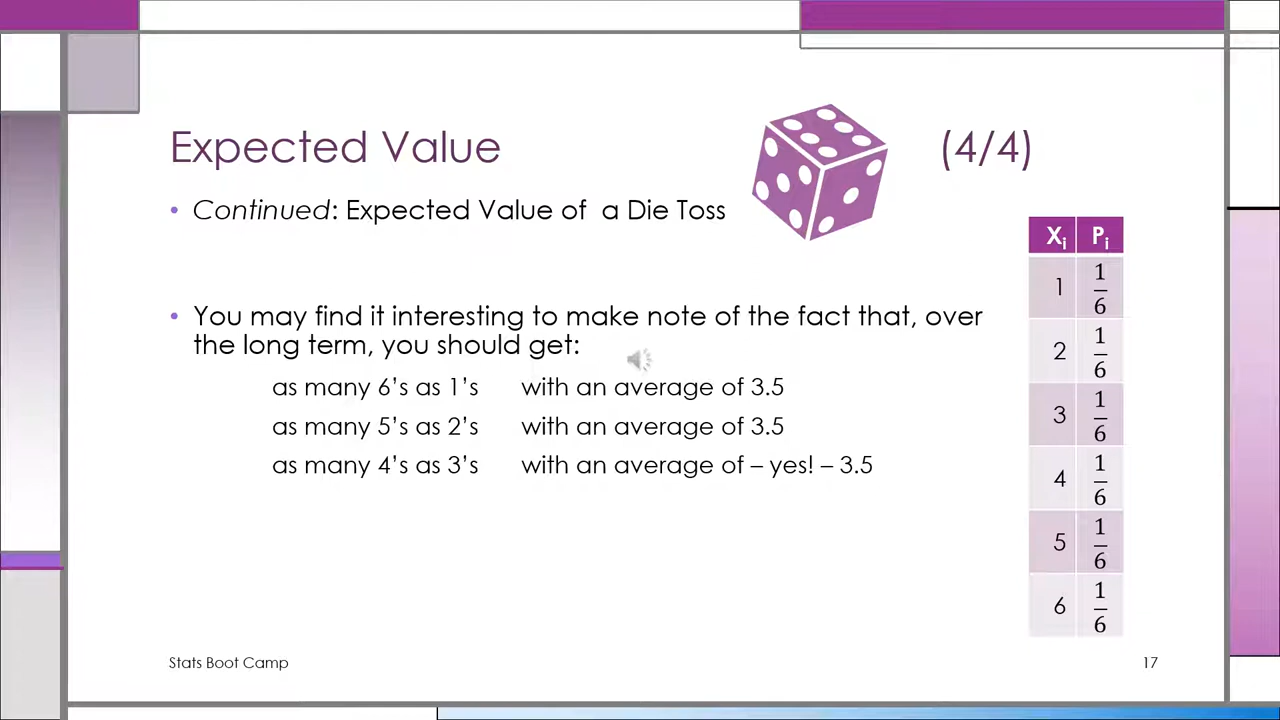 Expected Value (4/4)
• Continued: Expected Value of a Die Toss
• You may find it interesting to make note of the fact that, over
the long term, you should get:
as many 6’s as 1’s with an average of 3.5
as many 5’s as 2’s with an average of 3.5
as many 4’s as 3’s with an average of – yes! – 3.5
Xi Pi
1 1/6
2 1/6
3 1/6
4 1/6
5 1/6
6 1/6
Stats Boot Camp 17